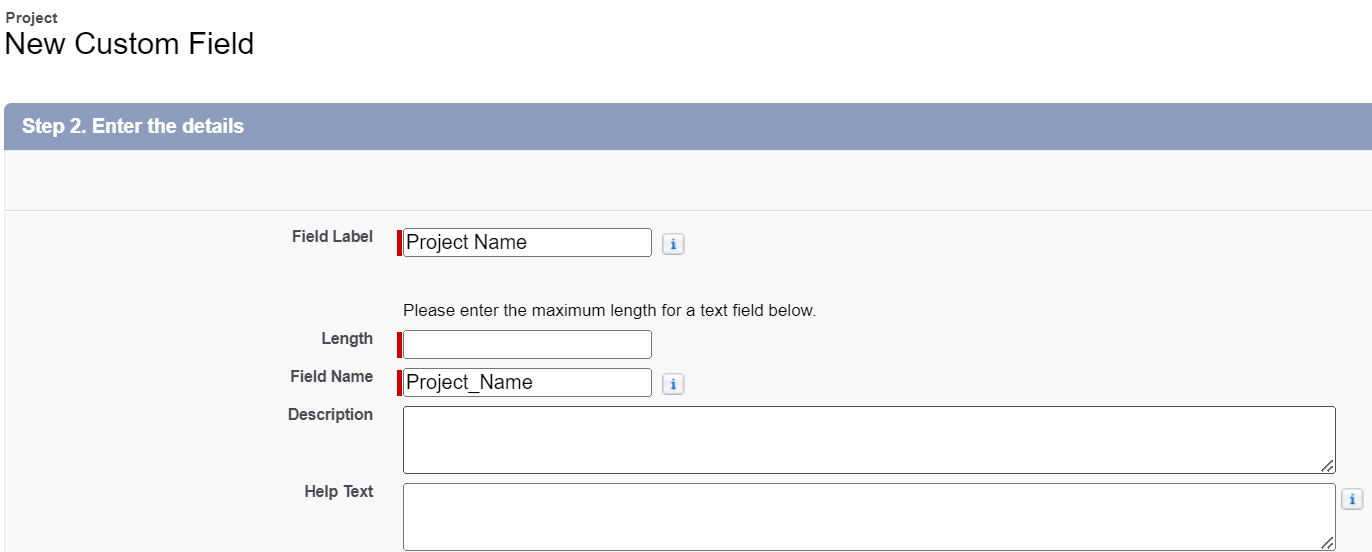 Project
New Custom Field
Step 2. Enter the details
Field Label
Project Name
i
Please enter the maximum length for a text field below.
Length
Field Name
Project_Name
i
Description
Help Text
i